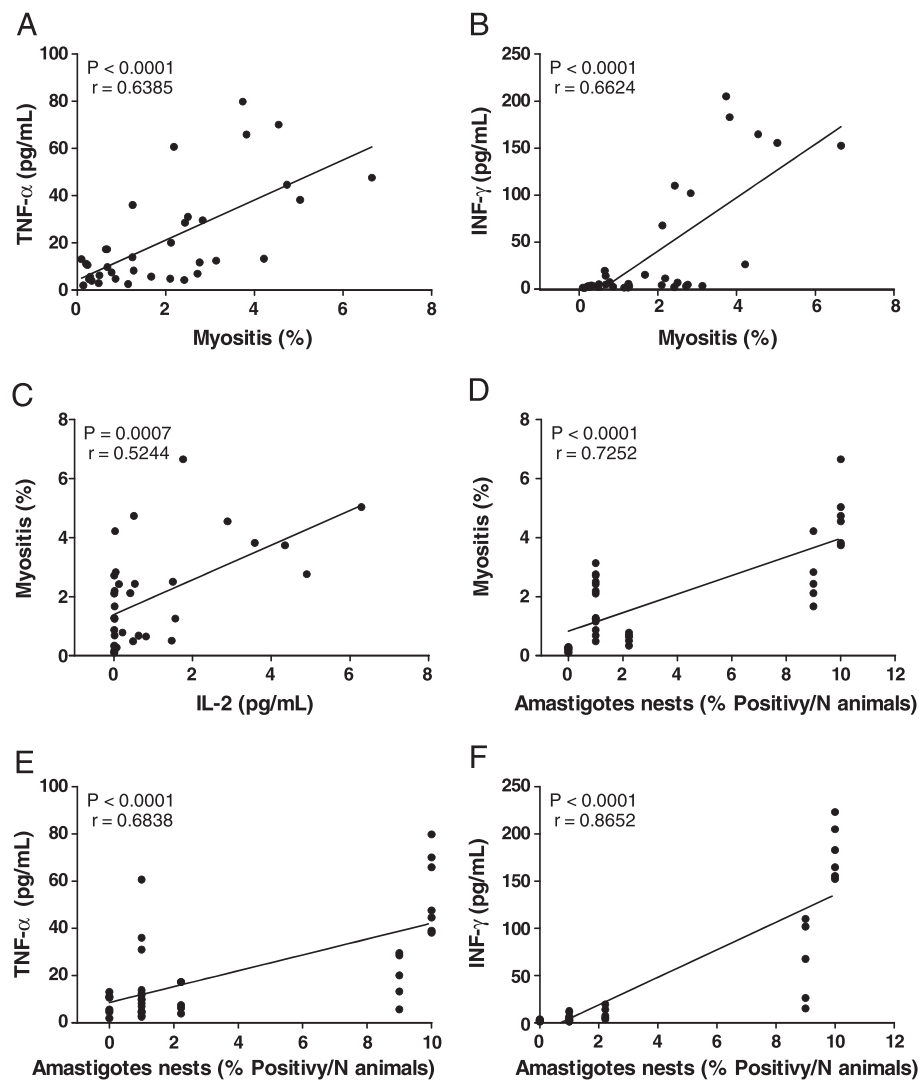 A
TNF-α (pg/mL)
100
80
60
40
20
0
P < 0.0001
r = 0.6385
0 2 4 6 8
Myositis (%)
B
INF-γ (pg/mL)
250
200
150
100
50
0
P < 0.0001
r = 0.6624
0 2 4 6 8
Myositis (%)
C
Myositis (%)
8
6
4
2
0
P = 0.0007
r = 0.5244
0 2 4 6 8
IL-2 (pg/mL)
D
Myositis (%)
8
6
4
2
0
P < 0.0001
r = 0.7252
0 2 4 6 8 10 12
Amastigotes nests (% Positivy/N animals)
E
TNF-α (pg/mL)
100
80
60
40
20
0
P < 0.0001
r = 0.6838
0 2 4 6 8 10
Amastigotes nests (% Positivy/N animals)
F
INF-γ (pg/mL)
250
200
150
100
50
0
P < 0.0001
r = 0.8652
0 2 4 6 8 10 12
Amastigotes nests (% Positivy/N animals)